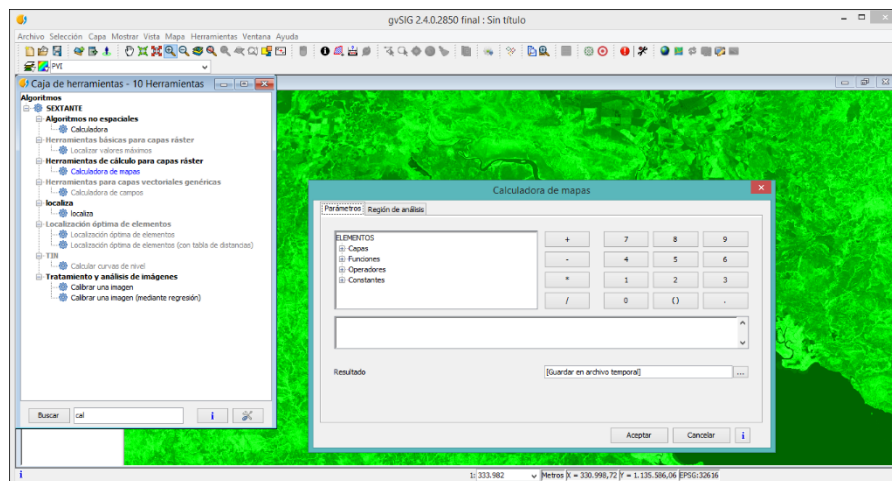 gvSIG 2.4.0.2850 final : Sin título
Archivo Selección Capa Mostrar Vista Mapa Herramientas Ventana Ayuda
PVI
Caja de herramientas - 10 Herramientas
Algoritmos
SEXTANTE
Algoritmos no espaciales
Calculadora
Herramientas básicas para capas ráster
Localizar valores máximos
Herramientas de cálculo para capas ráster
Calculadora de mapas
Herramientas para capas vectoriales genéricas
Calculadora de campos
localiza
localiza
Localización óptima de elementos
Localización óptima de elementos
Localización óptima de elementos (con tabla de distancias)
TIN
Calcular curvas de nivel
Tratamiento y análisis de imágenes
Calibrar una imagen
Calibrar una imagen (mediante regresión)
Buscar cal i
Calculadora de mapas
Parámetros Región de análisis
ELEMENTOS
Capas
Funciones
Operadores
Constantes
+ 7 8 9
- 4 5 6
* 1 2 3
/ 0 () .
Resultado [Guardar en archivo temporal] ...
Aceptar Cancelar i
i 1: 333.982 Metros X = 330.998,72 Y = 1.135.586,06 EPSG:32616